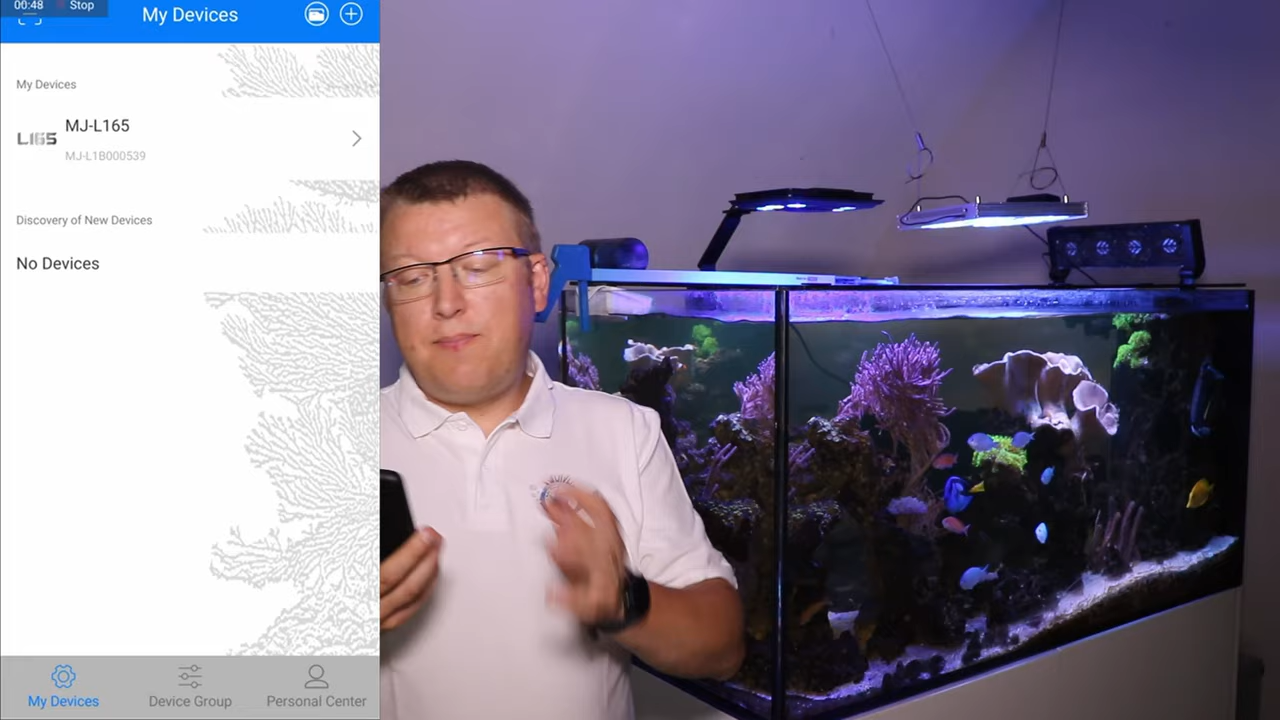 00:48 Stop
My Devices
My Devices
L165
MJ-L165
MJ-L1B000539
Discovery of New Devices
No Devices
My Devices
Device Group
Personal Center